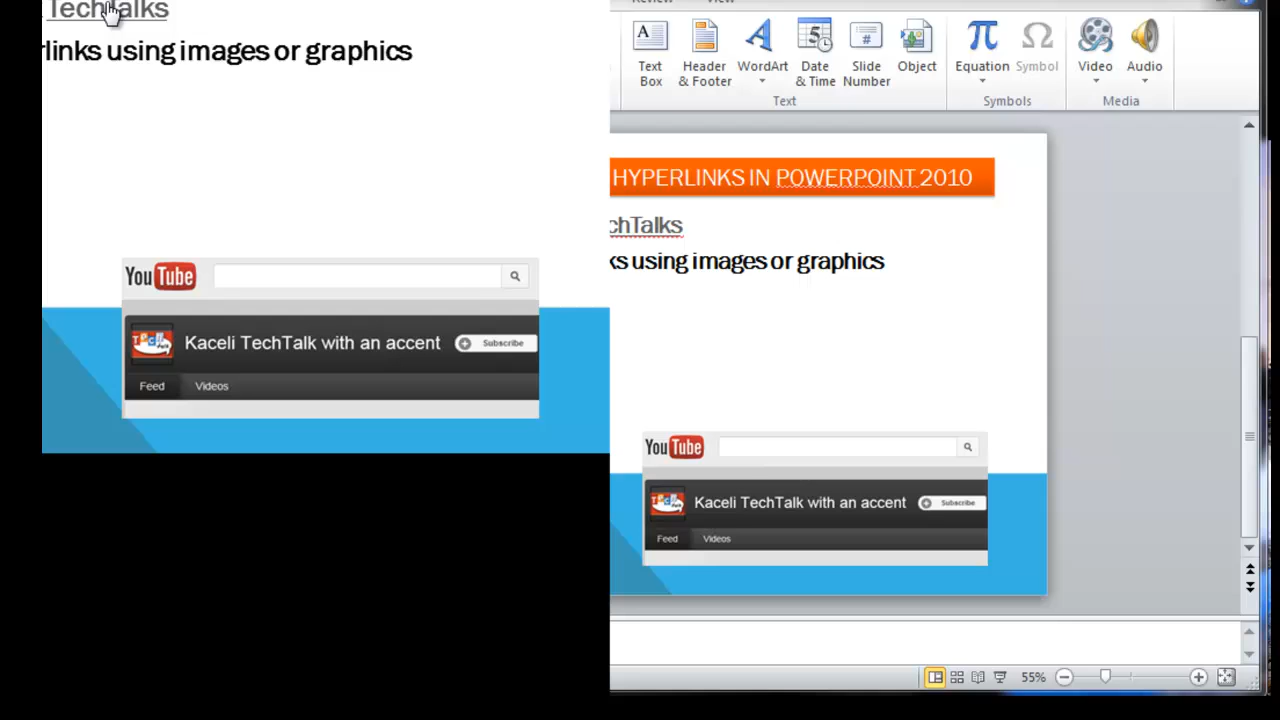 TechTalks
rlinks using images or graphics
YouTube
Kaceli TechTalk with an accent
Subscribe
Feed Videos
View
Text Box
Header & Footer
WordArt
Date & Time
Slide Number
Object
Equation
Symbol
Video
Audio
Text
Symbols
Media
HYPERLINKS IN POWERPOINT 2010
chTalks
ks using images or graphics
YouTube
Kaceli TechTalk with an accent
Subscribe
Feed Videos
55%